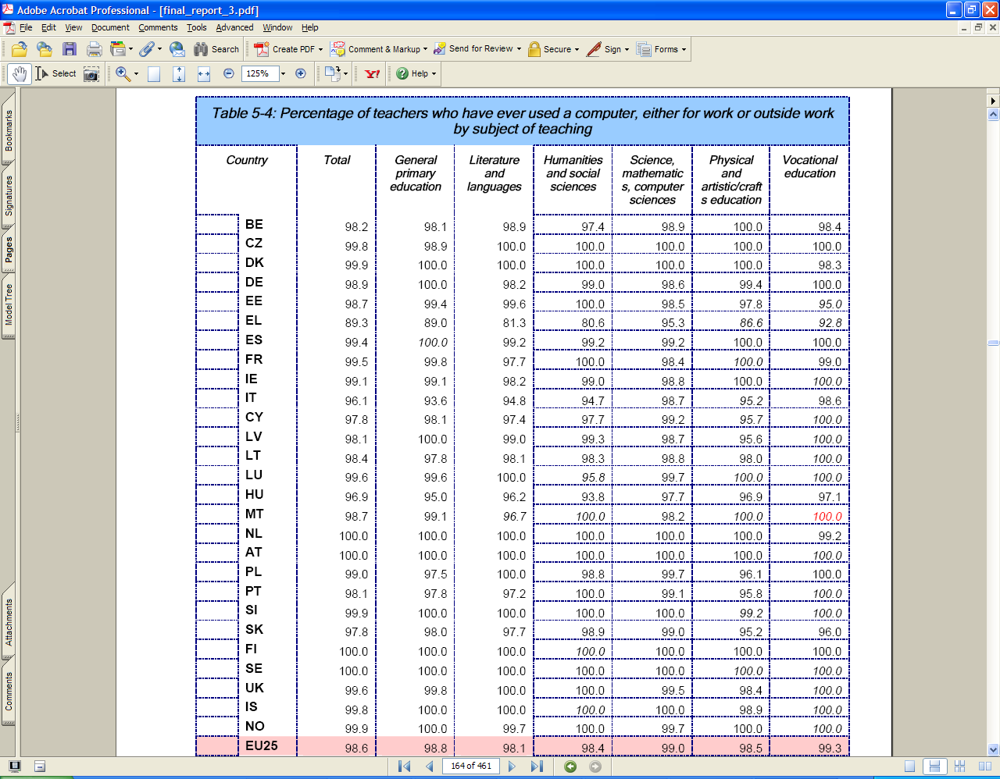 Adobe Acrobat Professional - [final_report_3.pdf]
File Edit View Document Comments Tools Advanced Window Help
Search Create PDF Comment & Markup Send for Review Secure Sign Forms
Select 125% Y! Help
Bookmarks
Signatures
Pages
Model Tree
Attachments
Comments
Table 5-4: Percentage of teachers who have ever used a computer, either for work or outside work
by subject of teaching
Country Total General primary education Literature and languages Humanities and social sciences Science, mathematic s, computer sciences Physical and artistic/craft s education Vocational education
BE 98.2 98.1 98.9 97.4 98.9 100.0 98.4
CZ 99.8 98.9 100.0 100.0 100.0 100.0 100.0
DK 99.9 100.0 100.0 100.0 100.0 100.0 98.3
DE 98.9 100.0 98.2 99.0 98.6 99.4 100.0
EE 98.7 99.4 99.6 100.0 98.5 97.8 95.0
EL 89.3 89.0 81.3 80.6 95.3 86.6 92.8
ES 99.4 100.0 99.2 99.2 99.2 100.0 100.0
FR 99.5 99.8 97.7 100.0 98.4 100.0 99.0
IE 99.1 99.1 98.2 99.0 98.8 100.0 100.0
IT 96.1 93.6 94.8 94.7 98.7 95.2 98.6
CY 97.8 98.1 97.4 97.7 99.2 95.7 100.0
LV 98.1 100.0 99.0 99.3 98.7 95.6 100.0
LT 98.4 97.8 98.1 98.3 98.8 98.0 100.0
LU 99.6 99.6 100.0 95.8 99.7 100.0 100.0
HU 96.9 95.0 96.2 93.8 97.7 96.9 97.1
MT 98.7 99.1 96.7 100.0 98.2 100.0 100.0
NL 100.0 100.0 100.0 100.0 100.0 100.0 99.2
AT 100.0 100.0 100.0 100.0 100.0 100.0 100.0
PL 99.0 97.5 100.0 98.8 99.7 96.1 100.0
PT 98.1 97.8 97.2 100.0 99.1 95.8 100.0
SI 99.9 100.0 100.0 100.0 100.0 99.2 100.0
SK 97.8 98.0 97.7 98.9 99.0 95.2 96.0
FI 100.0 100.0 100.0 100.0 100.0 100.0 100.0
SE 100.0 100.0 100.0 100.0 100.0 100.0 100.0
UK 99.6 99.8 100.0 100.0 99.5 98.4 100.0
IS 99.8 100.0 100.0 100.0 100.0 98.9 100.0
NO 99.9 100.0 99.7 100.0 99.7 100.0 100.0
EU25 98.6 98.8 98.1 98.4 99.0 98.5 99.3
164 of 461